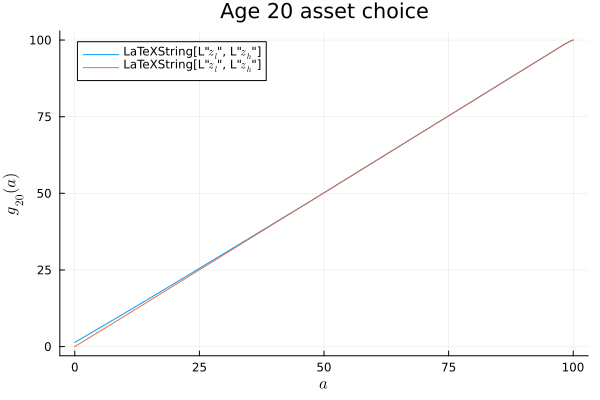 Age 20 asset choice
LaTeXString[L"$z_l$", L"$z_h$"]
LaTeXString[L"$z_l$", L"$z_h$"]
g_{20}(a)
100
75
50
25
0
0 25 50 75 100
a